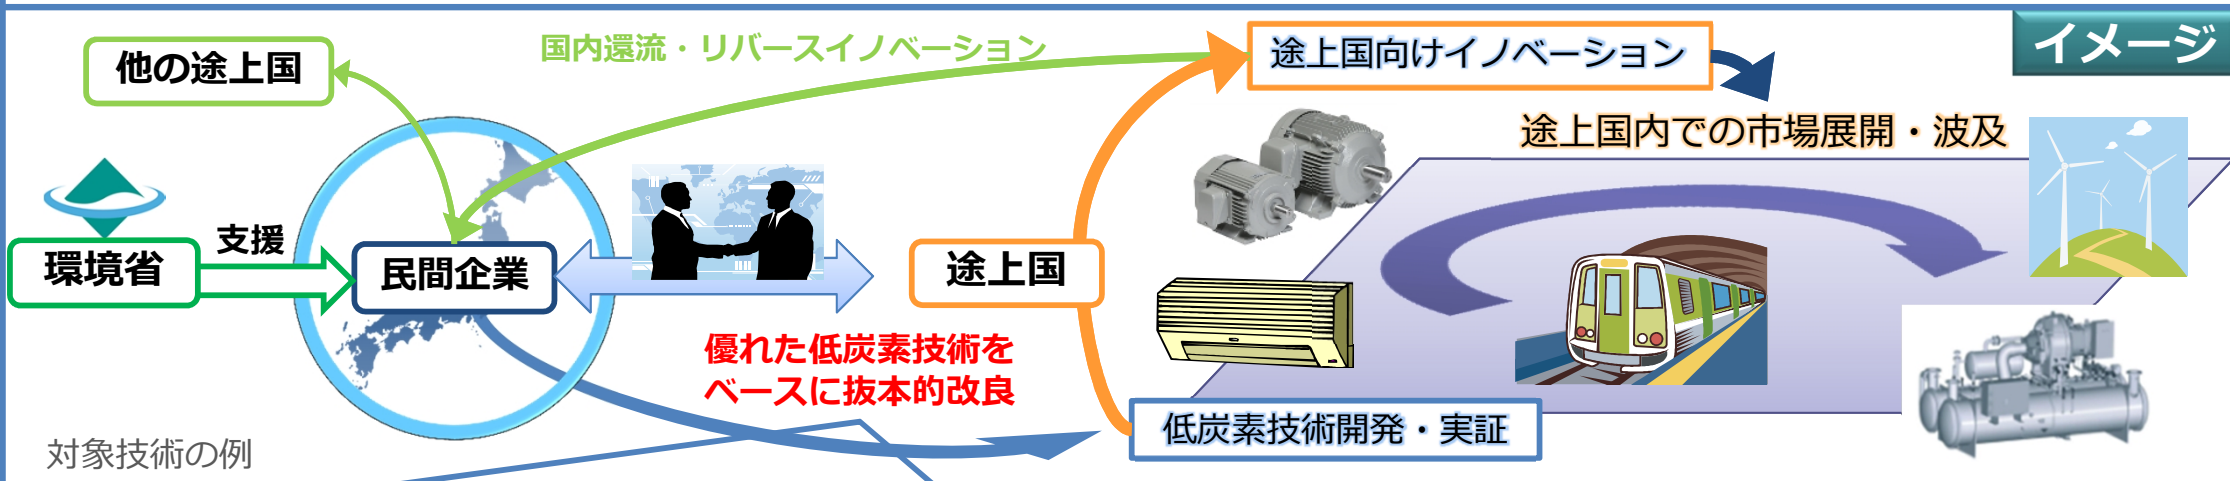 イメージ
他の途上国
国内還流・リバースイノベーション
途上国向けイノベーション
途上国内での市場展開・波及
環境省
支援
民間企業
途上国
優れた低炭素技術を
ベースに抜本的改良
低炭素技術開発・実証
対象技術の例